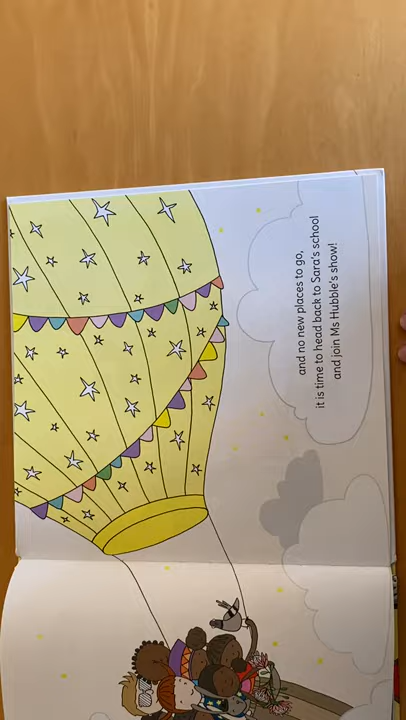 and no new places to go,
it is time to head back to Sara's school
and join Ms Hubble's show!